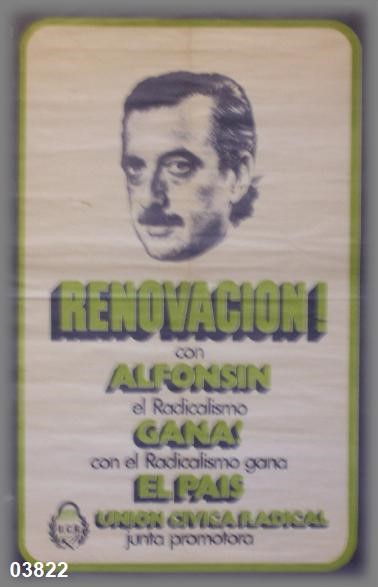 RENOVACION!
con
ALFONSIN
el Radicalismo
GANA!
con el Radicalismo gana
EL PAIS
UNION CIVICA RADICAL
junta promotora
U.C.R.
03822